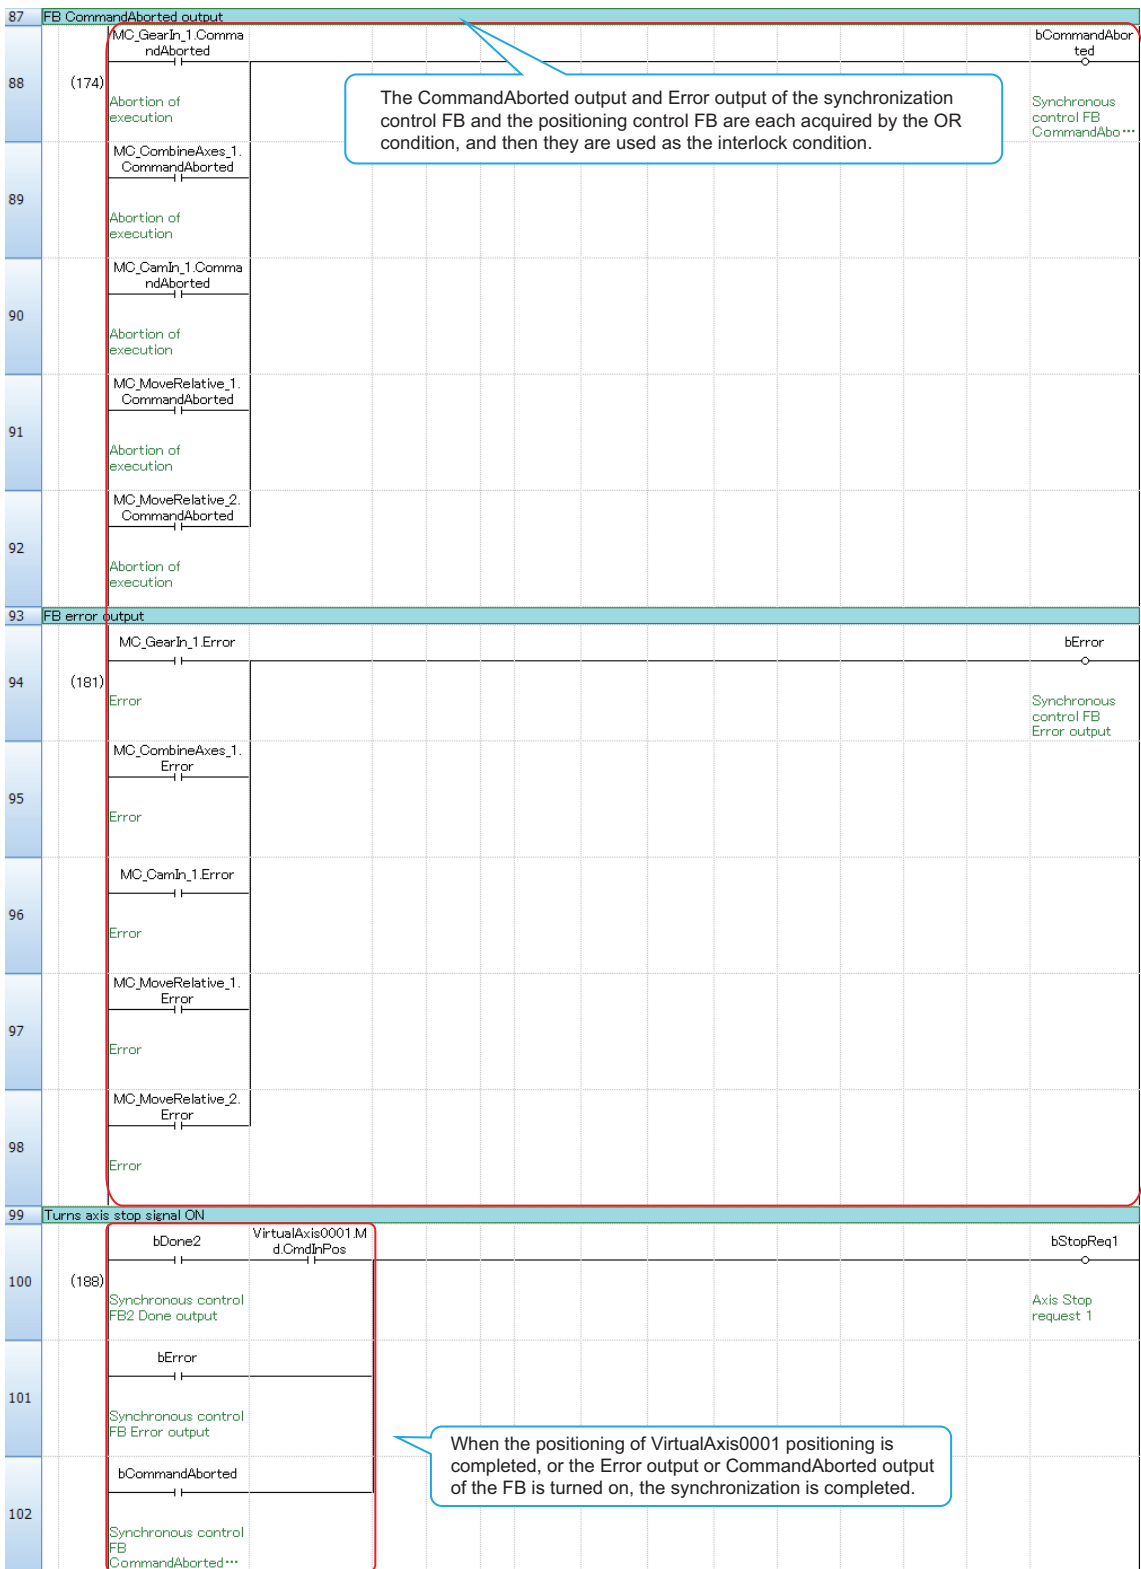 87 FB CommandAborted output
MC_GearIn_1.Comma
ndAborted
bCommandAbor
ted
88 (174)
Abortion of
execution
The CommandAborted output and Error output of the synchronization
control FB and the positioning control FB are each acquired by the OR
condition, and then they are used as the interlock condition.
Synchronous
control FB
CommandAbo…
MC_CombineAxes_1.
CommandAborted
89
Abortion of
execution
MC_CamIn_1.Comma
ndAborted
90
Abortion of
execution
MC_MoveRelative_1.
CommandAborted
91
Abortion of
execution
MC_MoveRelative_2.
CommandAborted
92
Abortion of
execution
93 FB error output
MC_GearIn_1.Error
bError
94 (181)
Error
Synchronous
control FB
Error output
MC_CombineAxes_1.
Error
95
Error
MC_CamIn_1.Error
96
Error
MC_MoveRelative_1.
Error
97
Error
MC_MoveRelative_2.
Error
98
Error
99 Turns axis stop signal ON
bDone2
VirtualAxis0001.M
d.CmdInPos
bStopReq1
100 (188)
Synchronous control
FB2 Done output
Axis Stop
request 1
bError
101
Synchronous control
FB Error output
When the positioning of VirtualAxis0001 positioning is
completed, or the Error output or CommandAborted output
of the FB is turned on, the synchronization is completed.
bCommandAborted
102
Synchronous control
FB
CommandAborted…